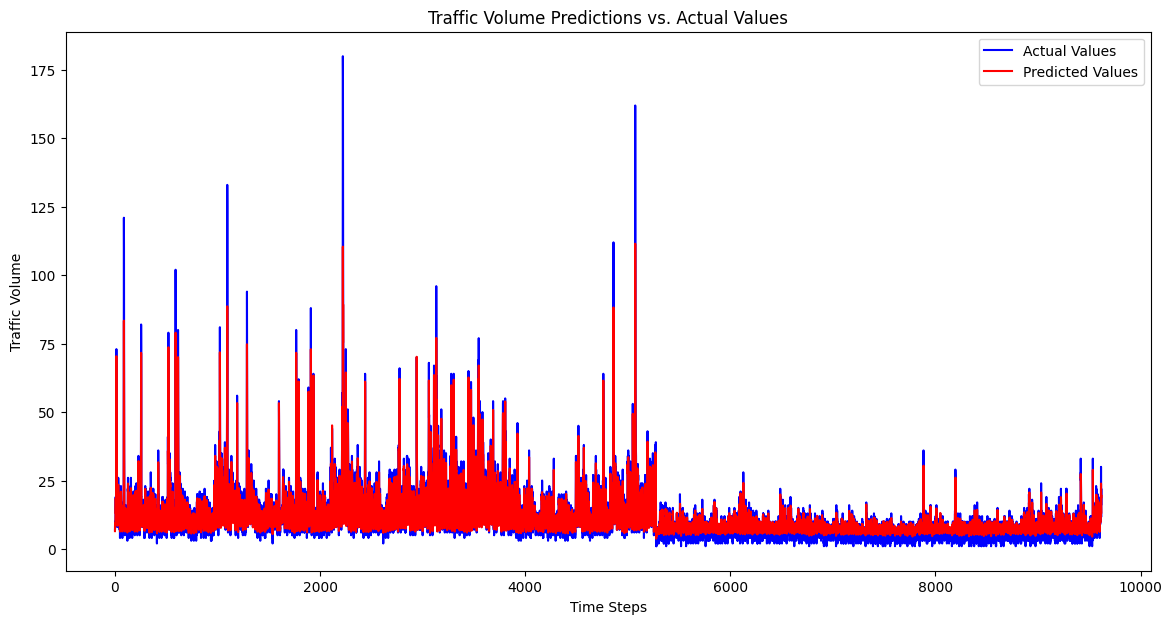 Traffic Volume Predictions vs. Actual Values
Actual Values
Predicted Values
175
150
125
100
75
50
25
0
Traffic Volume
0 2000 4000 6000 8000 10000
Time Steps